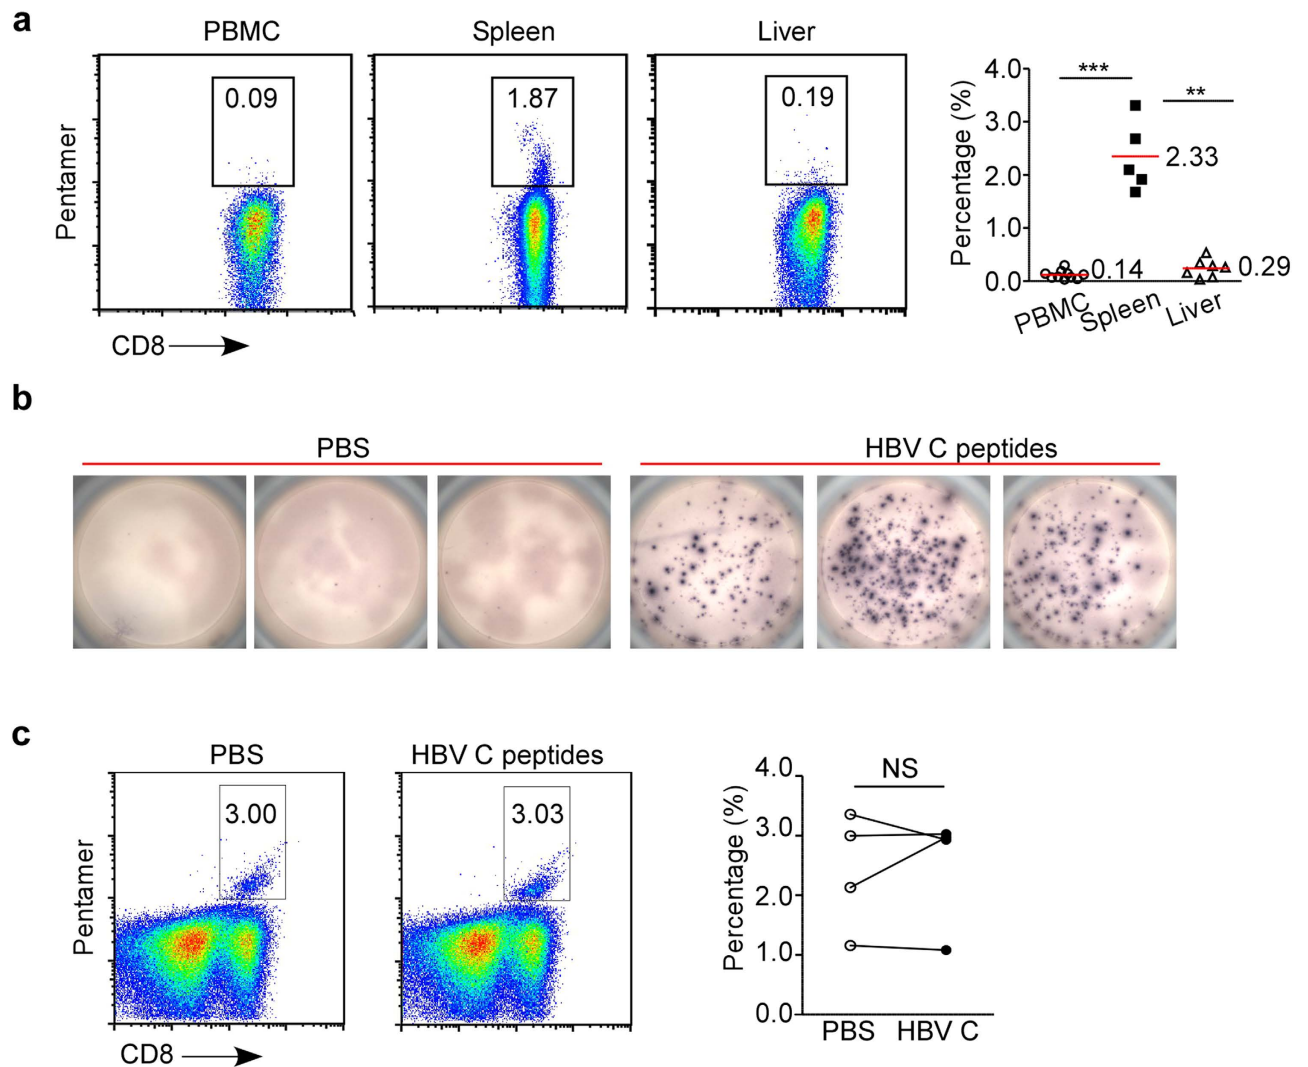 a
PBMC
Spleen
Liver
0.09
1.87
0.19
Pentamer
CD8
Percentage (%)
4.0
3.0
2.0
1.0
0.0
***
**
2.33
0.14
0.29
PBMC
Spleen
Liver
b
PBS
HBV C peptides
c
PBS
HBV C peptides
3.00
3.03
Pentamer
CD8
Percentage (%)
4.0
3.0
2.0
1.0
0.0
NS
PBS
HBV C